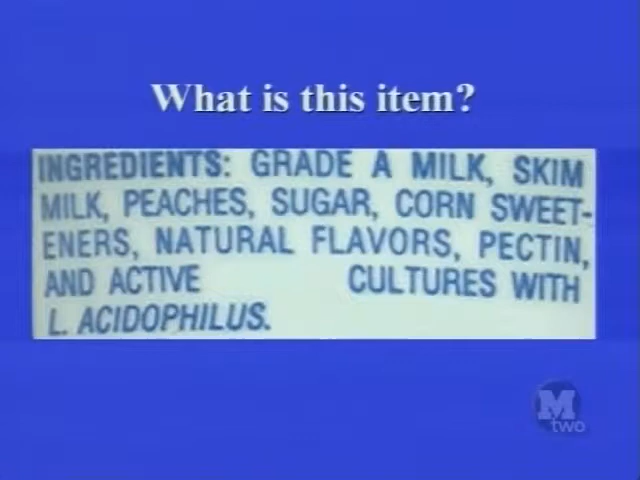 What is this item?
INGREDIENTS: GRADE A MILK, SKIM
MILK, PEACHES, SUGAR, CORN SWEET-
ENERS, NATURAL FLAVORS, PECTIN,
AND ACTIVE CULTURES WITH
L. ACIDOPHILUS.
M
two